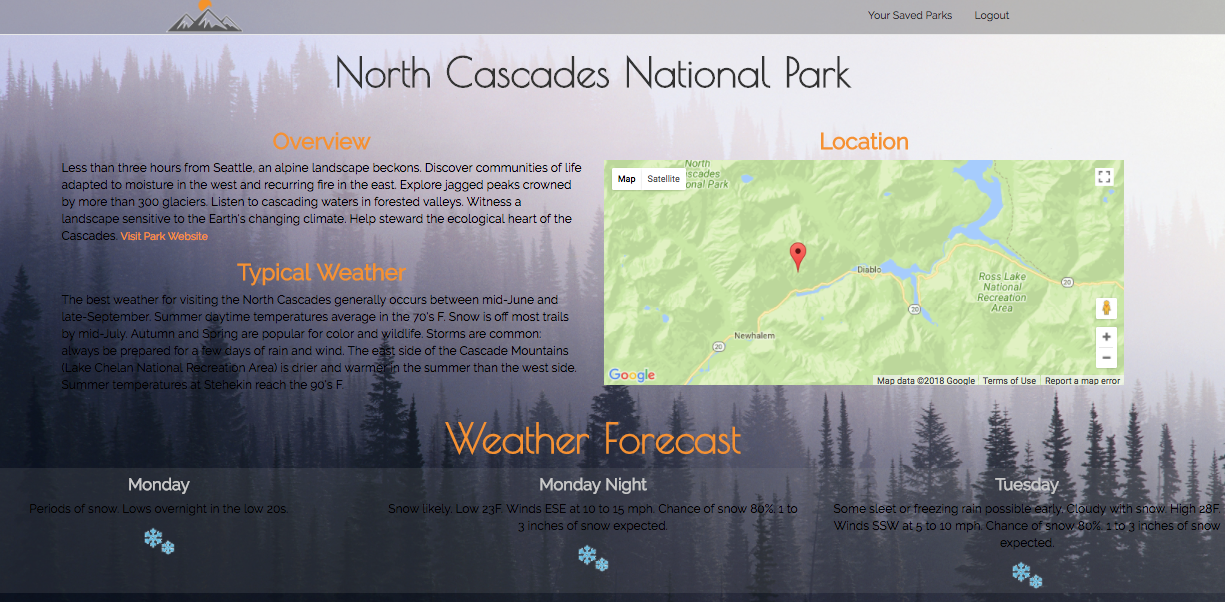 Your Saved Parks
Logout
North Cascades National Park
Overview
Less than three hours from Seattle, an alpine landscape beckons. Discover communities of life
adapted to moisture in the west and recurring fire in the east. Explore jagged peaks crowned
by more than 300 glaciers. Listen to cascading waters in forested valleys. Witness a
landscape sensitive to the Earth's changing climate. Help steward the ecological heart of the
Cascades. Visit Park Website
Typical Weather
The best weather for visiting the North Cascades generally occurs between mid-June and
late-September. Summer daytime temperatures average in the 70's F. Snow is off most trails
by mid-July. Autumn and Spring are popular for color and wildlife. Storms are common:
always be prepared for a few days of rain and wind. The east side of the Cascade Mountains
(Lake Chelan National Recreation Area) is drier and warmer in the summer than the west side.
Summer temperatures at Stehekin reach the 90's F.
Location
North
scades
onal Park
Map
Satellite
Diablo
Ross Lake
National
Recreation
Area
20
20
20
Newhalem
+
−
Google
Map data ©2018 Google
Terms of Use
Report a map error
Weather Forecast
Monday
Periods of snow. Lows overnight in the low 20s.
Monday Night
Snow likely. Low 23F. Winds ESE at 10 to 15 mph. Chance of snow 80%. 1 to
3 inches of snow expected.
Tuesday
Some sleet or freezing rain possible early. Cloudy with snow. High 28F.
Winds SSW at 5 to 10 mph. Chance of snow 80%. 1 to 3 inches of snow
expected.